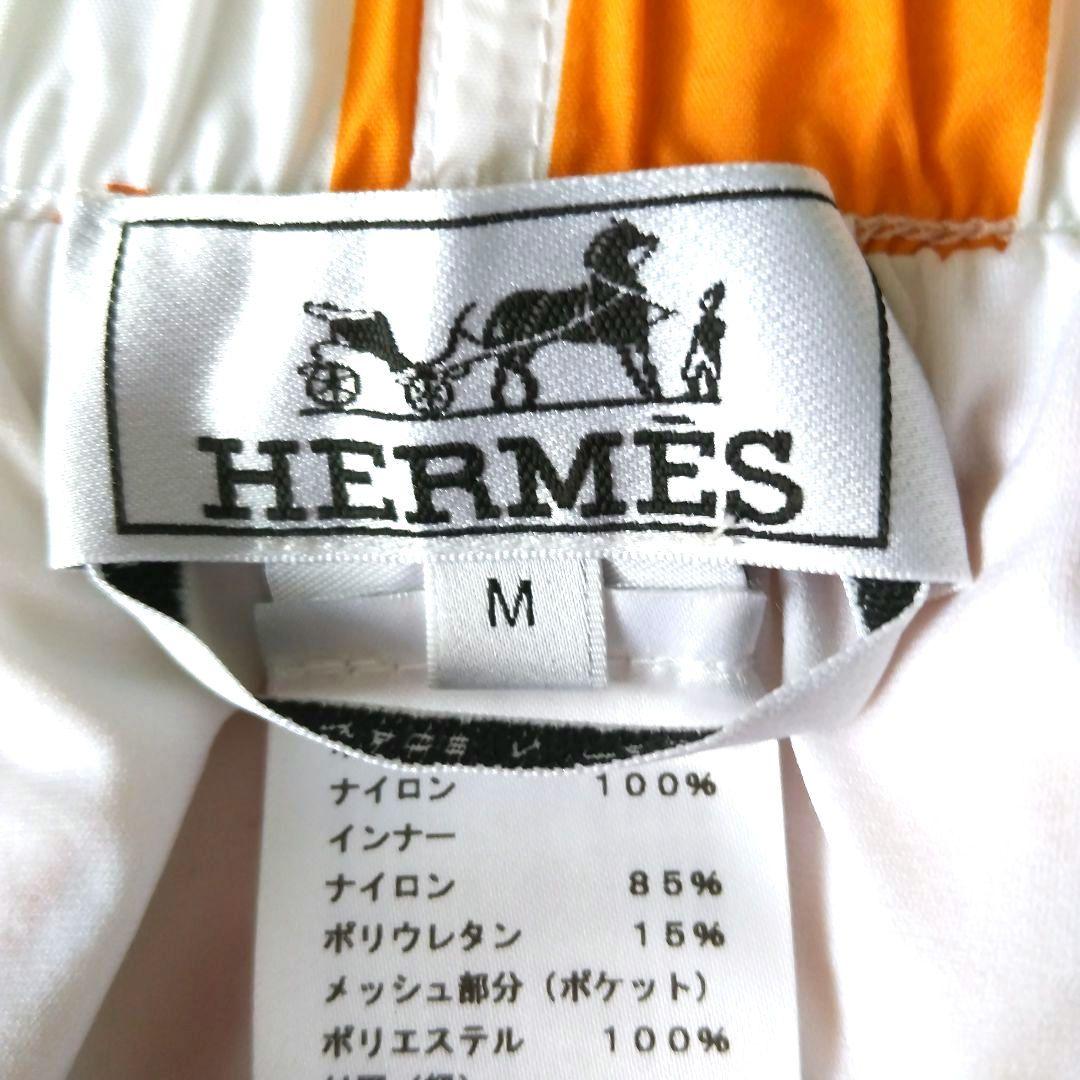 HERMĒS
M
ナイロン 100%
インナー
ナイロン 85%
ポリウレタン 15%
メッシュ部分（ポケット）
ポリエステル 100%